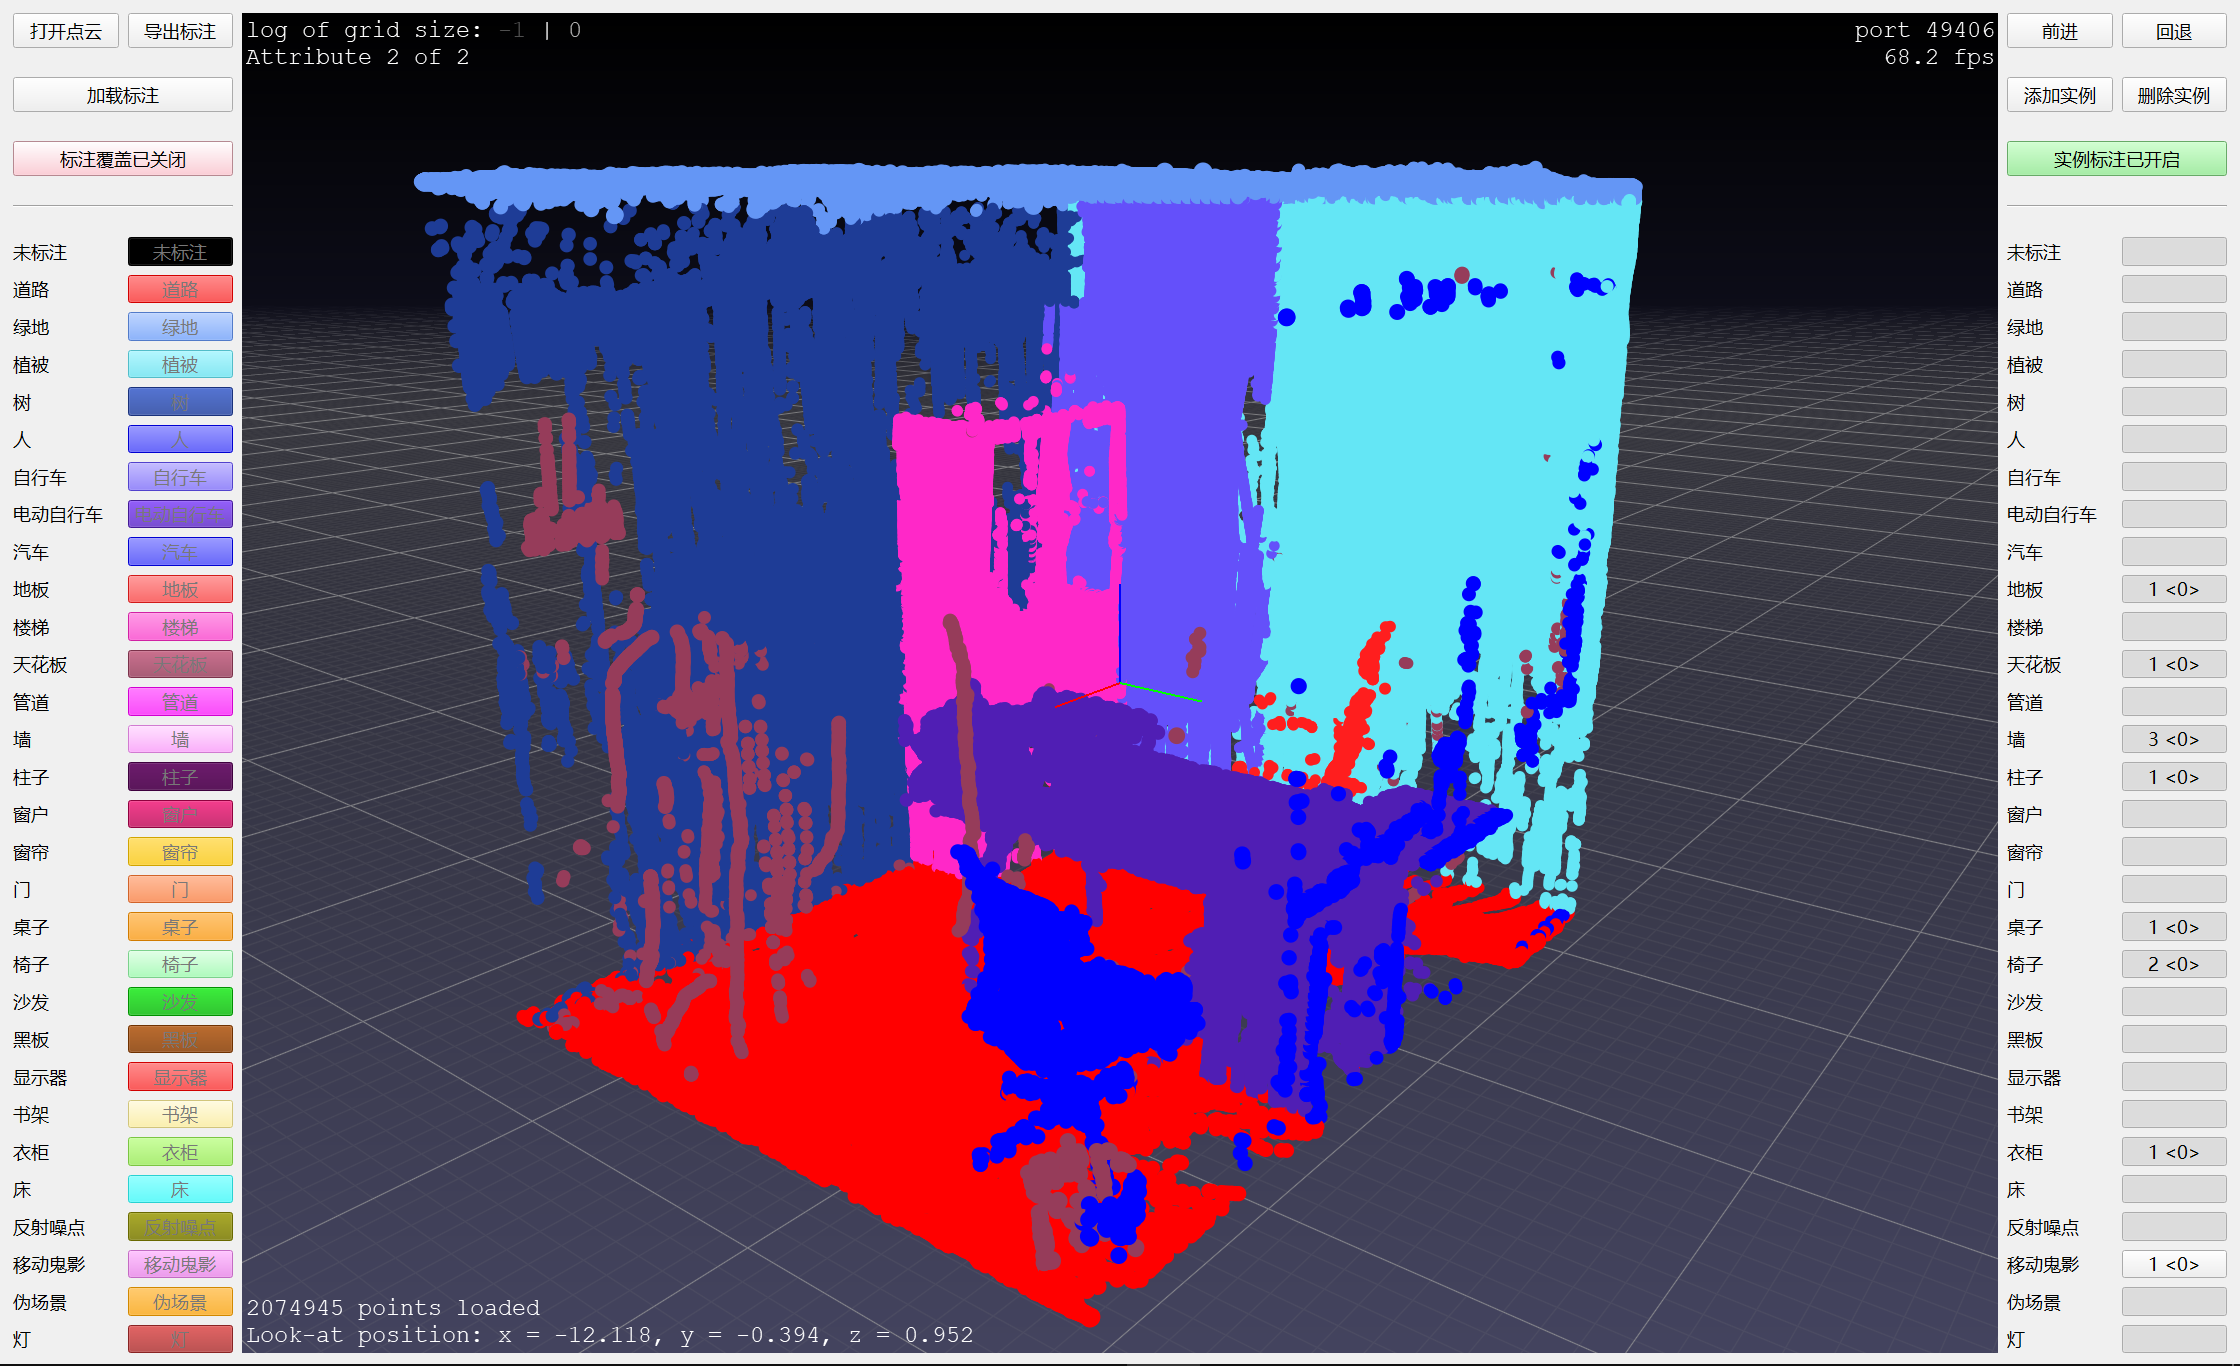 打开点云 导出标注
加载标注
标注覆盖已关闭
未标注 未标注
道路 道路
绿地 绿地
植被 植被
树 树
人 人
自行车 自行车
电动自行车 电动自行车
汽车 汽车
地板 地板
楼梯 楼梯
天花板 天花板
管道 管道
墙 墙
柱子 柱子
窗户 窗户
窗帘 窗帘
门 门
桌子 桌子
椅子 椅子
沙发 沙发
黑板 黑板
显示器 显示器
书架 书架
衣柜 衣柜
床 床
反射噪点 反射噪点
移动鬼影 移动鬼影
伪场景 伪场景
灯 灯
log of grid size: -1 | 0
Attribute 2 of 2
port 49406
68.2 fps
2074945 points loaded
Look-at position: x = -12.118, y = -0.394, z = 0.952
前进 回退
添加实例 删除实例
实例标注已开启
未标注
道路
绿地
植被
树
人
自行车
电动自行车
汽车
地板 1 <0>
楼梯
天花板 1 <0>
管道
墙 3 <0>
柱子 1 <0>
窗户
窗帘
门
桌子 1 <0>
椅子 2 <0>
沙发
黑板
显示器
书架
衣柜 1 <0>
床
反射噪点
移动鬼影 1 <0>
伪场景
灯